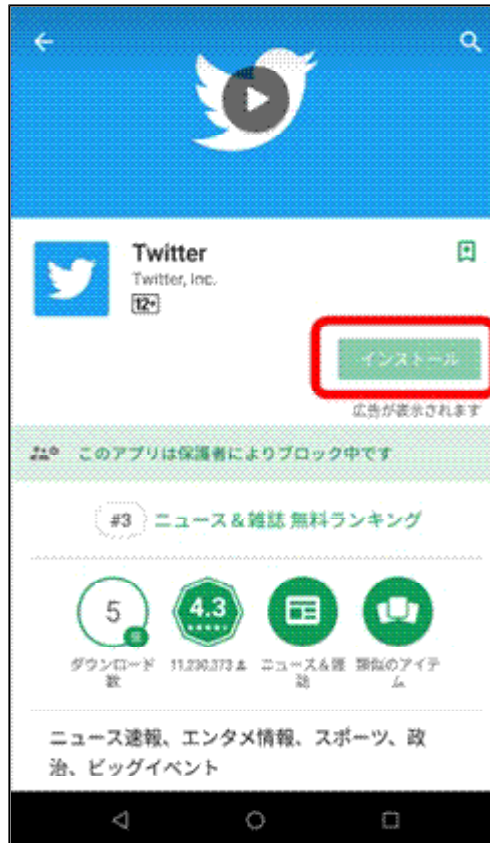 Twitter
Twitter, Inc.
12+
インストール
広告が表示されます
このアプリは保護者によりブロック中です
#3 ニュース＆雑誌 無料ランキング
5
億
4.3
ダウンロード数
11,230,373
ニュース＆雑誌
類似のアイテム
ニュース速報、エンタメ情報、スポーツ、政
治、ビッグイベント